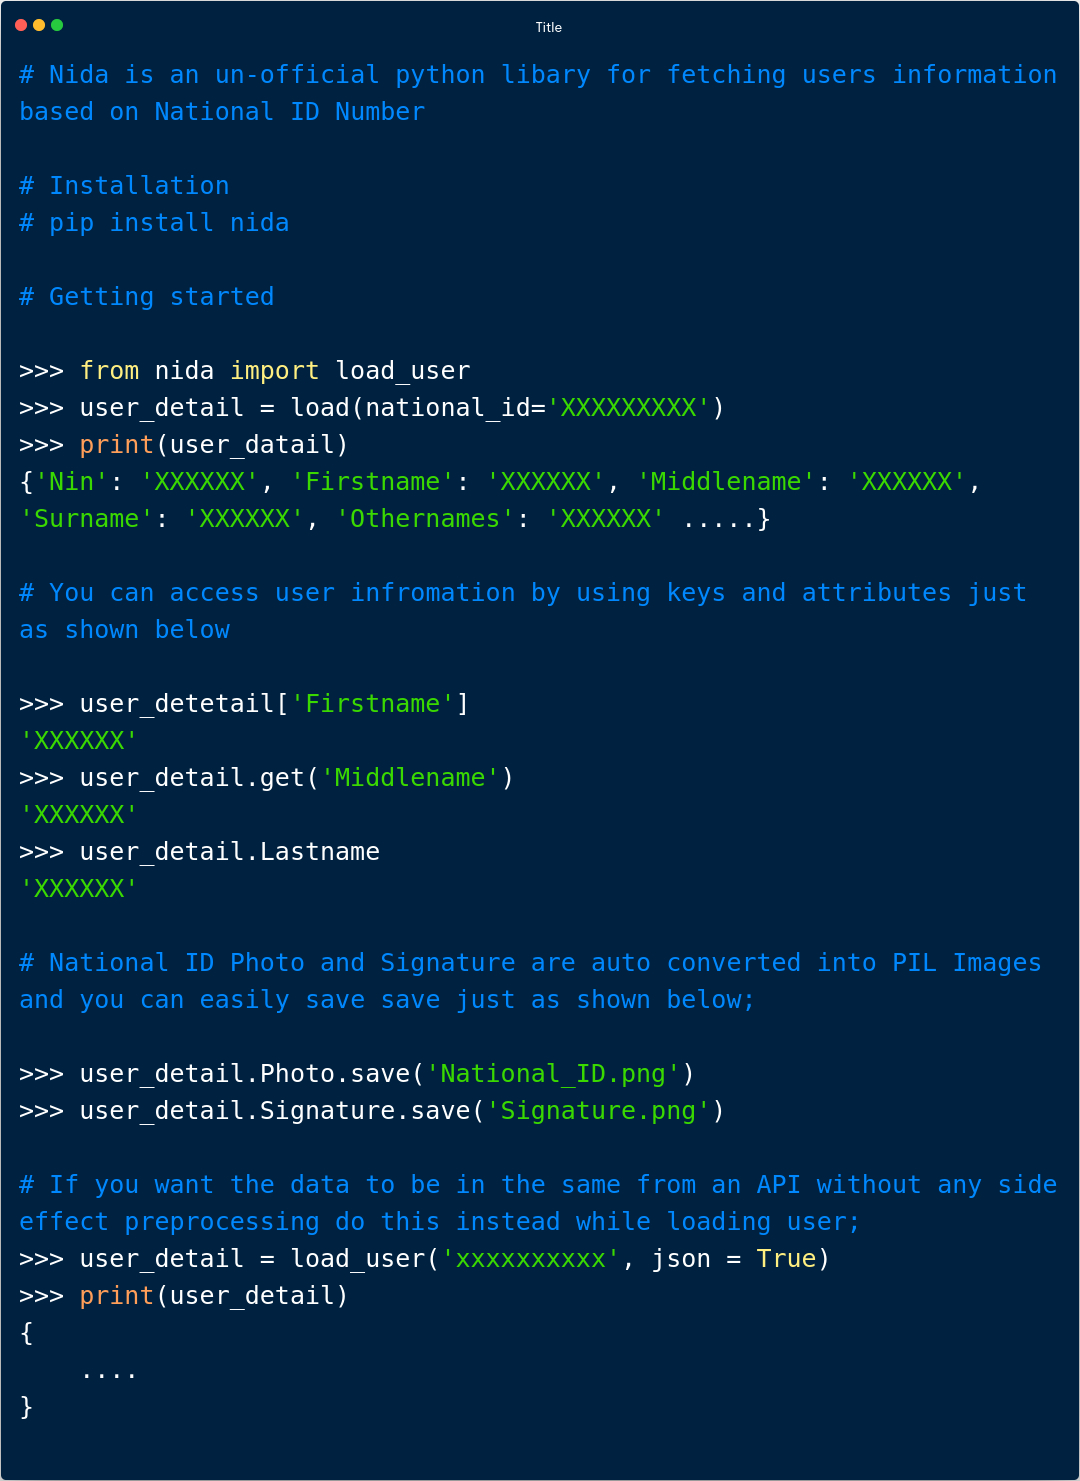 Title
# Nida is an un-official python libary for fetching users information
based on National ID Number
# Installation
# pip install nida
# Getting started
>>> from nida import load_user
>>> user_detail = load(national_id='XXXXXXXXX')
>>> print(user_datail)
{'Nin': 'XXXXXX', 'Firstname': 'XXXXXX', 'Middlename': 'XXXXXX',
'Surname': 'XXXXXX', 'Othernames': 'XXXXXX' .....}
# You can access user infromation by using keys and attributes just
as shown below
>>> user_detetail['Firstname']
'XXXXXX'
>>> user_detail.get('Middlename')
'XXXXXX'
>>> user_detail.Lastname
'XXXXXX'
# National ID Photo and Signature are auto converted into PIL Images
and you can easily save save just as shown below;
>>> user_detail.Photo.save('National_ID.png')
>>> user_detail.Signature.save('Signature.png')
# If you want the data to be in the same from an API without any side
effect preprocessing do this instead while loading user;
>>> user_detail = load_user('xxxxxxxxxx', json = True)
>>> print(user_detail)
{
    ....
}